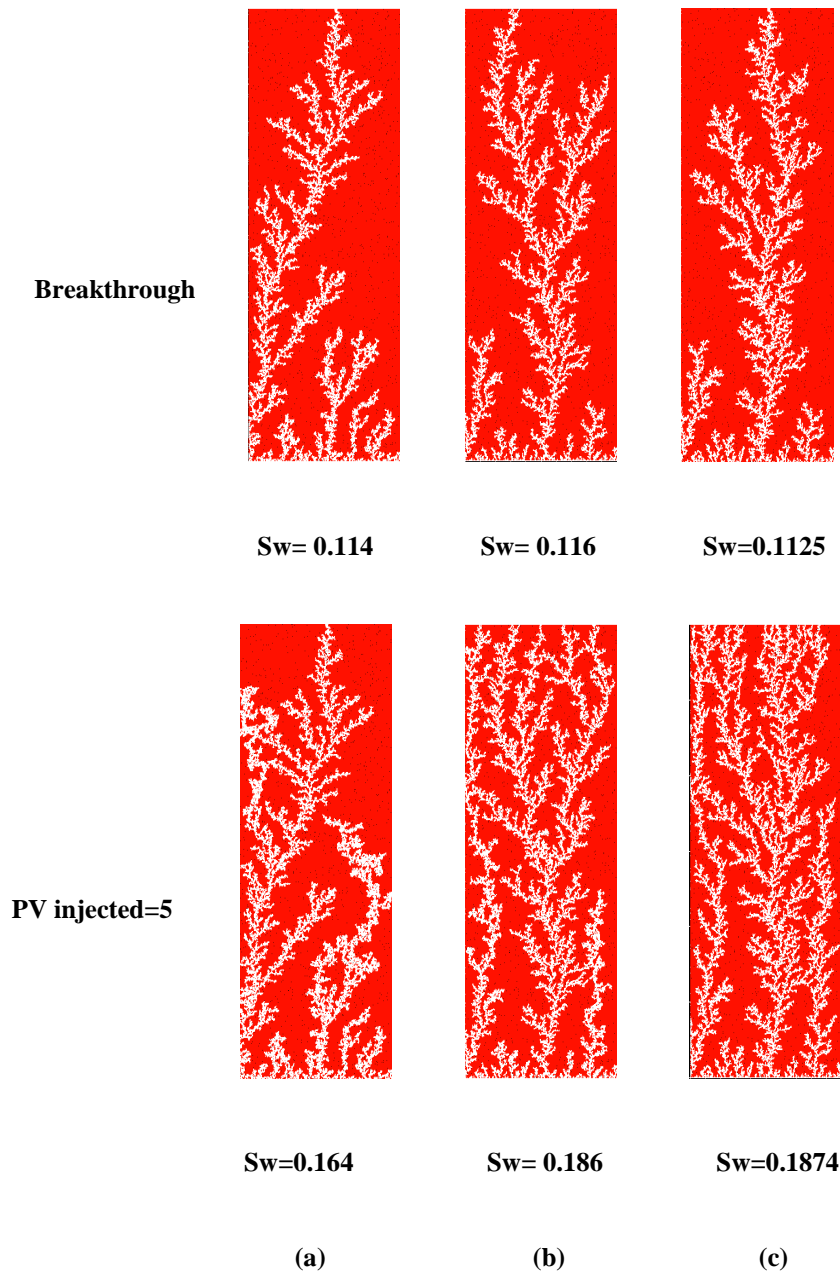 Breakthrough
Sw= 0.114 Sw= 0.116 Sw=0.1125
PV injected=5
Sw=0.164 Sw= 0.186 Sw=0.1874
(a) (b) (c)